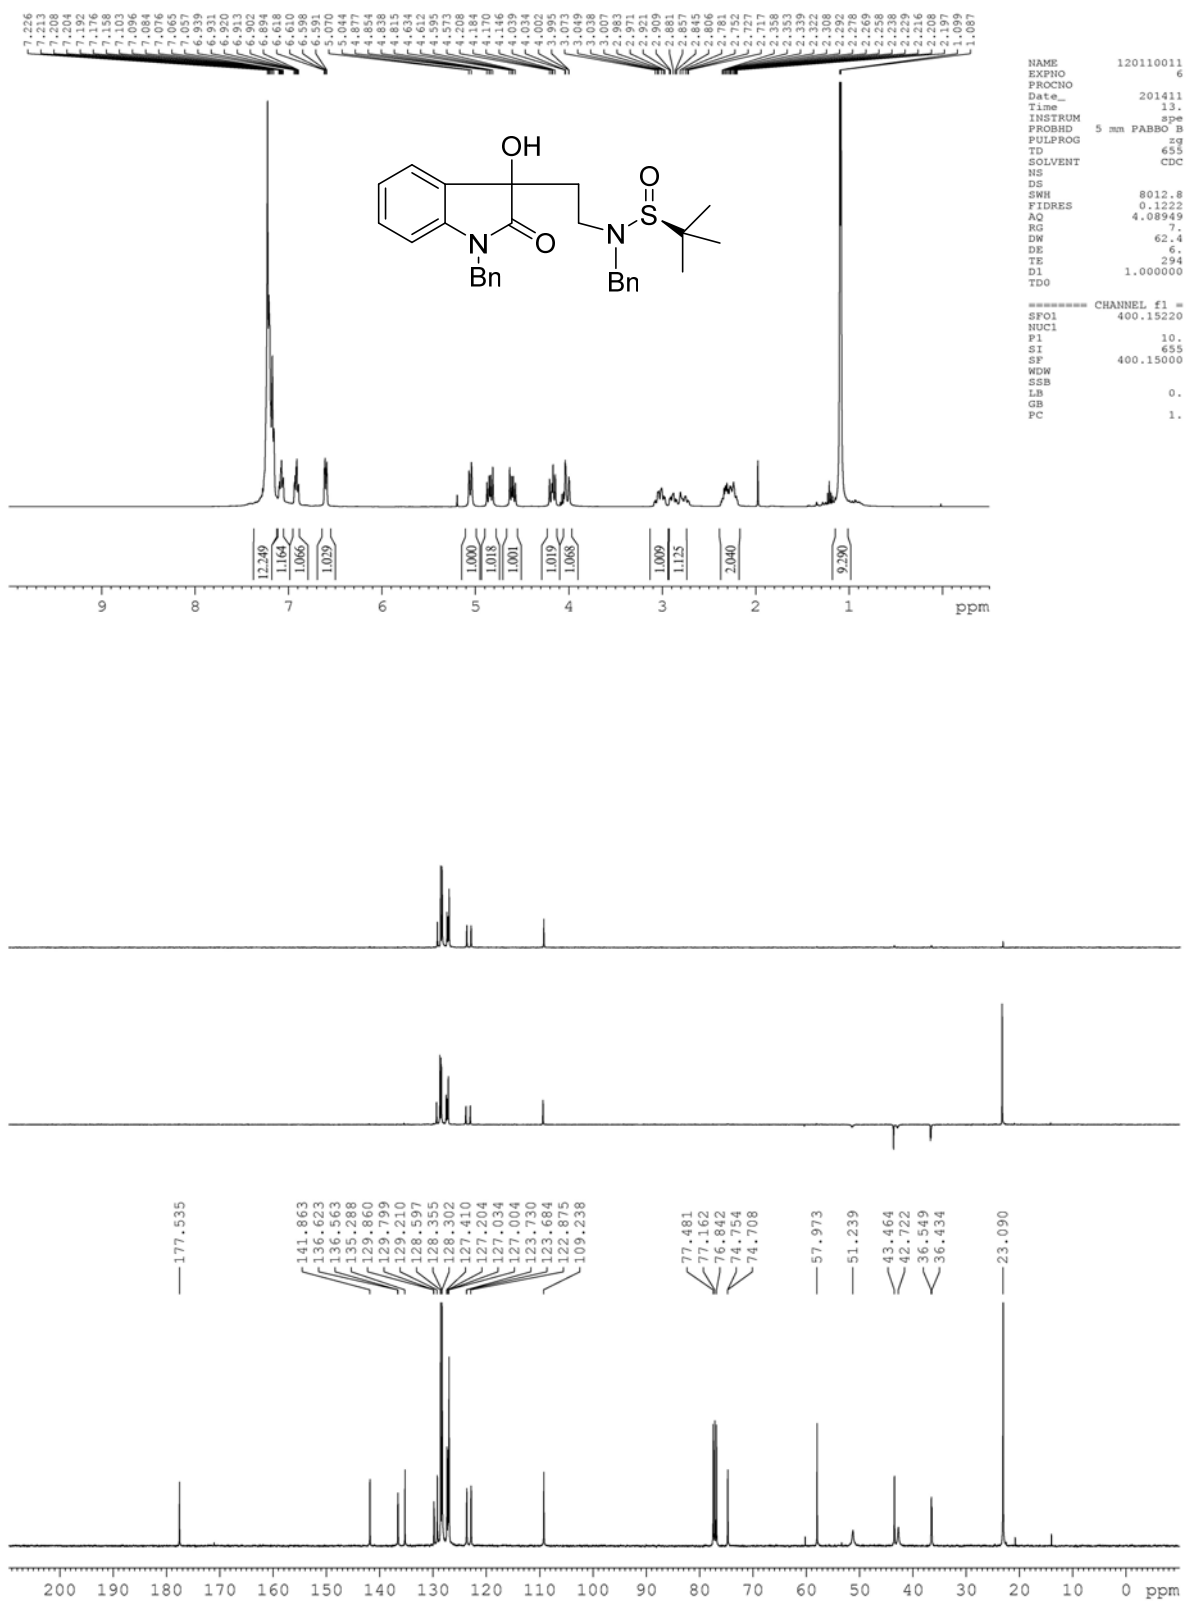 7.226
7.213
7.208
7.204
7.192
7.176
7.158
7.103
7.096
7.084
7.076
7.065
7.057
6.939
6.931
6.920
6.913
6.902
6.894
6.618
6.610
6.598
6.591
5.070
5.044
4.877
4.854
4.838
4.815
4.634
4.612
4.595
4.573
4.208
4.184
4.170
4.146
4.039
4.034
4.002
3.995
3.073
3.049
3.038
3.007
2.983
2.971
2.921
2.909
2.881
2.857
2.845
2.806
2.781
2.752
2.727
2.717
2.358
2.353
2.339
2.322
2.308
2.292
2.278
2.269
2.258
2.238
2.229
2.216
2.208
2.197
1.099
1.087
NAME 120110011
EXPNO 6
PROCNO
Date_ 201411
Time 13.
INSTRUM spe
PROBHD 5 mm PABBO B
PULPROG zg
TD 655
SOLVENT CDC
NS
DS
SWH 8012.8
FIDRES 0.1222
AQ 4.08949
RG 7.
DW 62.4
DE 6.
TE 294
D1 1.000000
TD0
======== CHANNEL f1 =
SFO1 400.15220
NUC1
P1 10.
SI 655
SF 400.15000
WDW
SSB
LB 0.
GB
PC 1.
OH
O
S
N
O
N
Bn
Bn
12.249
1.164
1.066
1.029
1.000
1.018
1.001
1.019
1.068
1.009
1.125
2.040
9.290
9 8 7 6 5 4 3 2 1 ppm
177.535
141.863
136.623
136.563
135.288
129.860
129.799
129.210
128.597
128.355
128.302
127.410
127.204
127.034
127.004
123.730
123.684
122.875
109.238
77.481
77.162
76.842
74.754
74.708
57.973
51.239
43.464
42.722
36.549
36.434
23.090
200 190 180 170 160 150 140 130 120 110 100 90 80 70 60 50 40 30 20 10 0 ppm